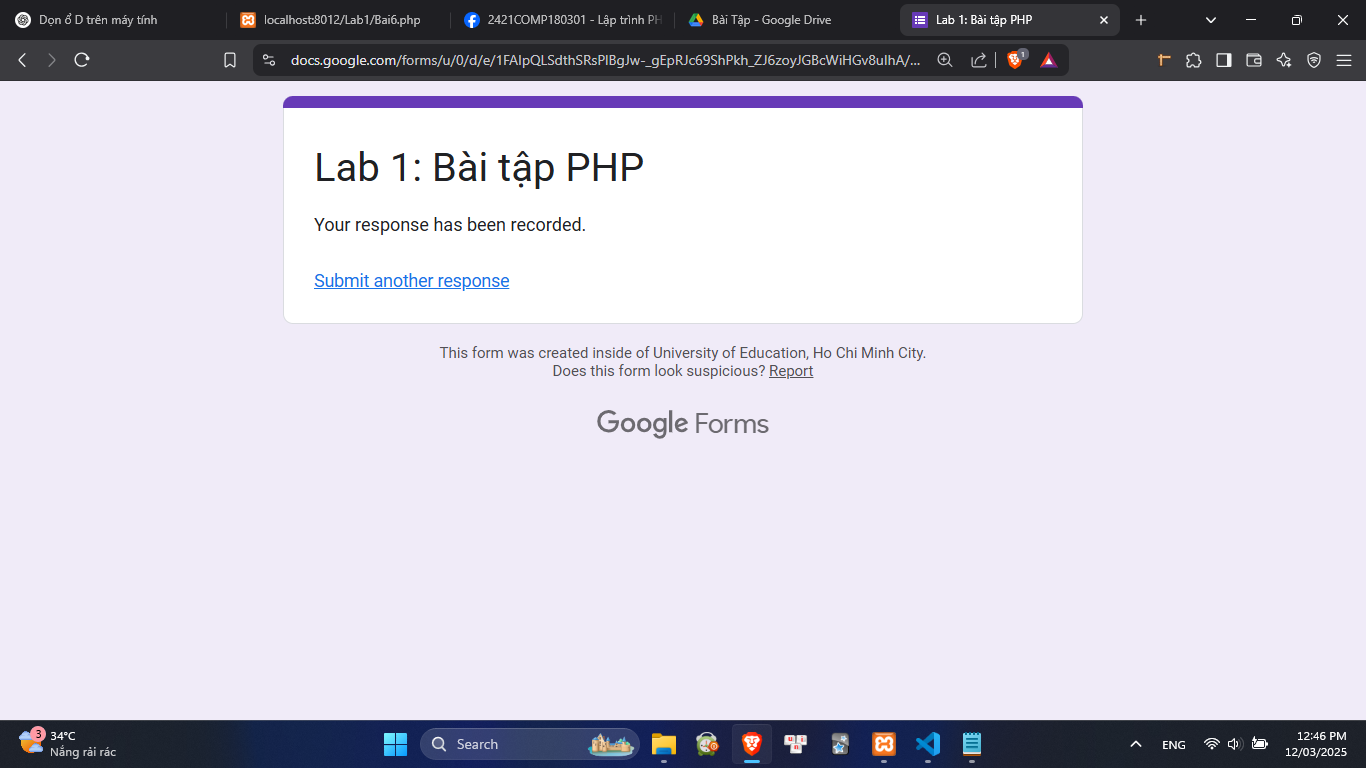 Dọn ổ D trên máy tính
localhost:8012/Lab1/Bai6.php
2421COMP180301 - Lập trình PH
Bài Tập - Google Drive
Lab 1: Bài tập PHP
docs.google.com/forms/u/0/d/e/1FAIpQLSdthSRsPIBgJw-_gEpRJc69ShPkh_ZJ6zoyJGBcWiHGv8uIhA/...
1
Lab 1: Bài tập PHP
Your response has been recorded.
Submit another response
This form was created inside of University of Education, Ho Chi Minh City.
Does this form look suspicious? Report
Google Forms
3
34°C
Nắng rải rác
Search
ENG
12:46 PM
12/03/2025